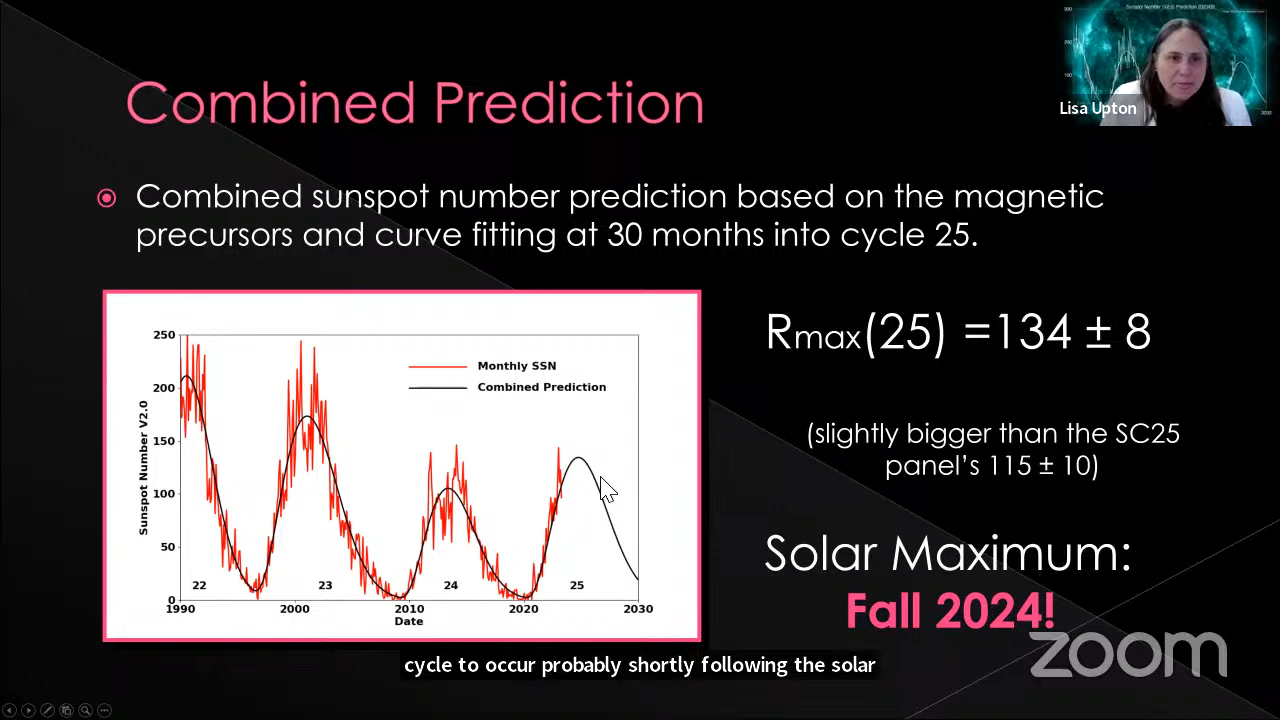 Combined Prediction
Lisa Upton
Combined sunspot number prediction based on the magnetic
precursors and curve fitting at 30 months into cycle 25.
250
200
150
100
50
0
Sunspot Number V2.0
Monthly SSN
Combined Prediction
22
23
24
25
1990
2000
2010
2020
2030
Date
Rmax(25) =134 ± 8
(slightly bigger than the SC25
panel's 115 ± 10)
Solar Maximum:
Fall 2024!
zoom
cycle to occur probably shortly following the solar